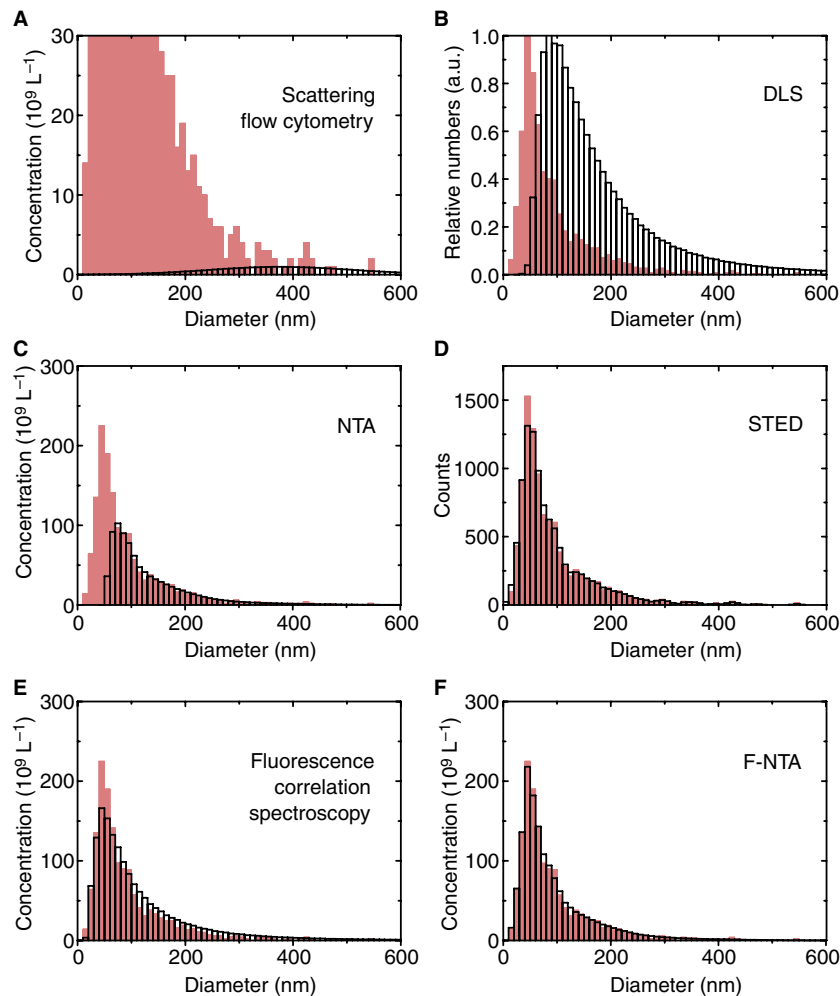 A
Concentration (10⁹ L⁻¹)
30
20
10
0
Scattering
flow cytometry
0
200
400
600
Diameter (nm)
B
Relative numbers (a.u.)
1.0
0.8
0.6
0.4
0.2
0.0
DLS
0
200
400
600
Diameter (nm)
C
Concentration (10⁹ L⁻¹)
300
200
100
0
NTA
0
200
400
600
Diameter (nm)
D
Counts
1500
1000
500
0
STED
0
200
400
600
Diameter (nm)
E
Concentration (10⁹ L⁻¹)
300
200
100
0
Fluorescence
correlation
spectroscopy
0
200
400
600
Diameter (nm)
F
Concentration (10⁹ L⁻¹)
300
200
100
0
F-NTA
0
200
400
600
Diameter (nm)